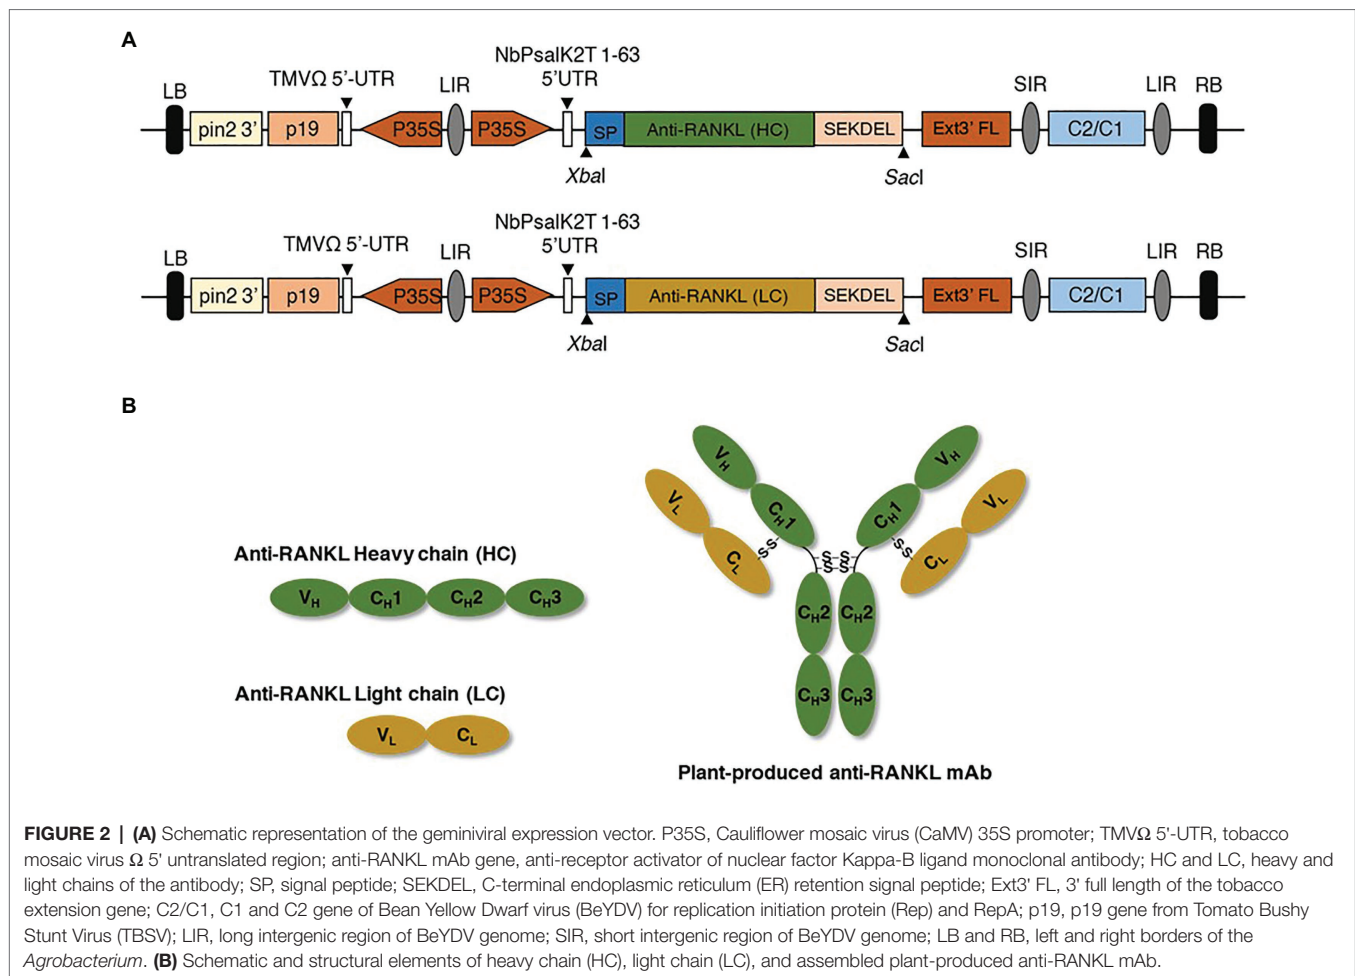 A
NbPsalK2T 1-63
TMVΩ 5'-UTR
5'UTR
LB
LIR
SIR
LIR
RB
pin2 3’
p19
P35S
P35S
SP
Anti-RANKL (HC)
SEKDEL
Ext3’ FL
C2/C1
XbaI
SacI
NbPsalK2T 1-63
TMVΩ 5’-UTR
5’UTR
LB
LIR
SIR
LIR
RB
pin2 3’
p19
P35S
P35S
SP
Anti-RANKL (LC)
SEKDEL
Ext3’ FL
C2/C1
XbaI
SacI
B
Anti-RANKL Heavy chain (HC)
VH CH1 CH2 CH3
Anti-RANKL Light chain (LC)
VL CL
VH VH
VL CH1 CH1 VL
CL S-S S-S S-S CL
S-S
CH2 CH2
CH3 CH3
Plant-produced anti-RANKL mAb
FIGURE 2 | (A) Schematic representation of the geminiviral expression vector. P35S, Cauliflower mosaic virus (CaMV) 35S promoter; TMVΩ 5'-UTR, tobacco
mosaic virus Ω 5' untranslated region; anti-RANKL mAb gene, anti-receptor activator of nuclear factor Kappa-B ligand monoclonal antibody; HC and LC, heavy and
light chains of the antibody; SP, signal peptide; SEKDEL, C-terminal endoplasmic reticulum (ER) retention signal peptide; Ext3' FL, 3' full length of the tobacco
extension gene; C2/C1, C1 and C2 gene of Bean Yellow Dwarf virus (BeYDV) for replication initiation protein (Rep) and RepA; p19, p19 gene from Tomato Bushy
Stunt Virus (TBSV); LIR, long intergenic region of BeYDV genome; SIR, short intergenic region of BeYDV genome; LB and RB, left and right borders of the
Agrobacterium. (B) Schematic and structural elements of heavy chain (HC), light chain (LC), and assembled plant-produced anti-RANKL mAb.